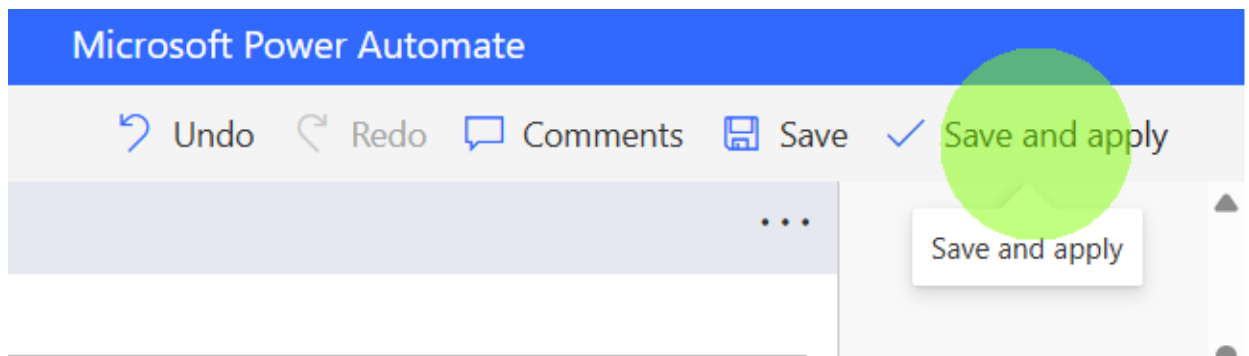 Microsoft Power Automate
Undo Redo Comments Save Save and apply
Save and apply